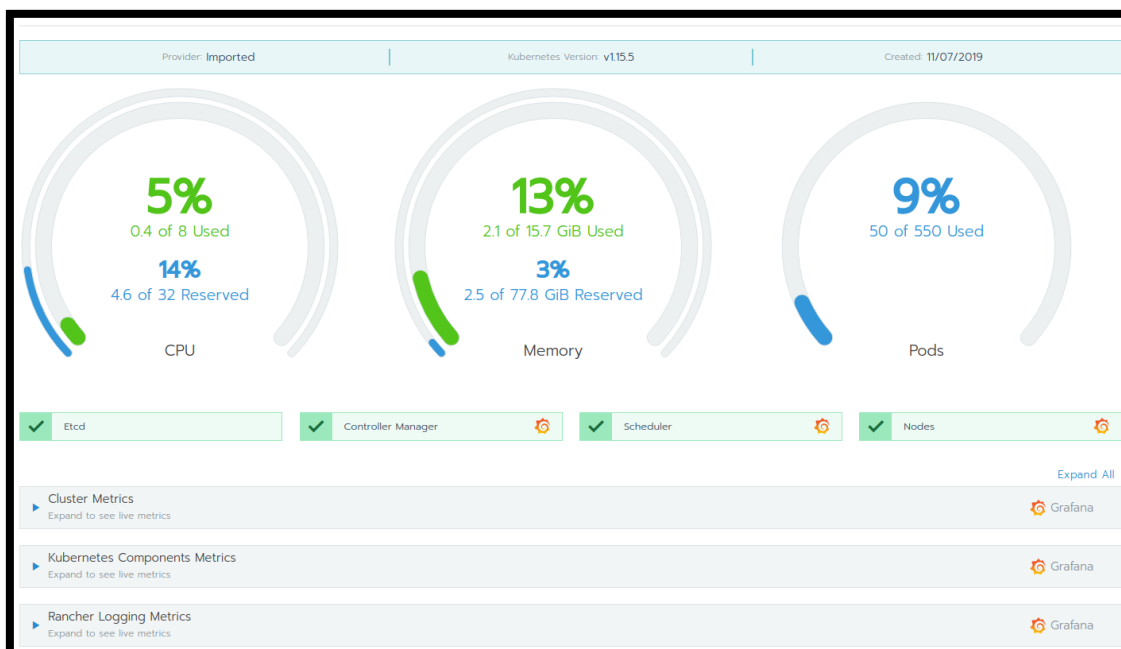 Provider: Imported
Kubernetes Version: v1.15.5
Created: 11/07/2019
5%
0.4 of 8 Used
14%
4.6 of 32 Reserved
CPU
13%
2.1 of 15.7 GiB Used
3%
2.5 of 77.8 GiB Reserved
Memory
9%
50 of 550 Used
Pods
Etcd
Controller Manager
Scheduler
Nodes
Expand All
Cluster Metrics
Expand to see live metrics
Grafana
Kubernetes Components Metrics
Expand to see live metrics
Grafana
Rancher Logging Metrics
Expand to see live metrics
Grafana